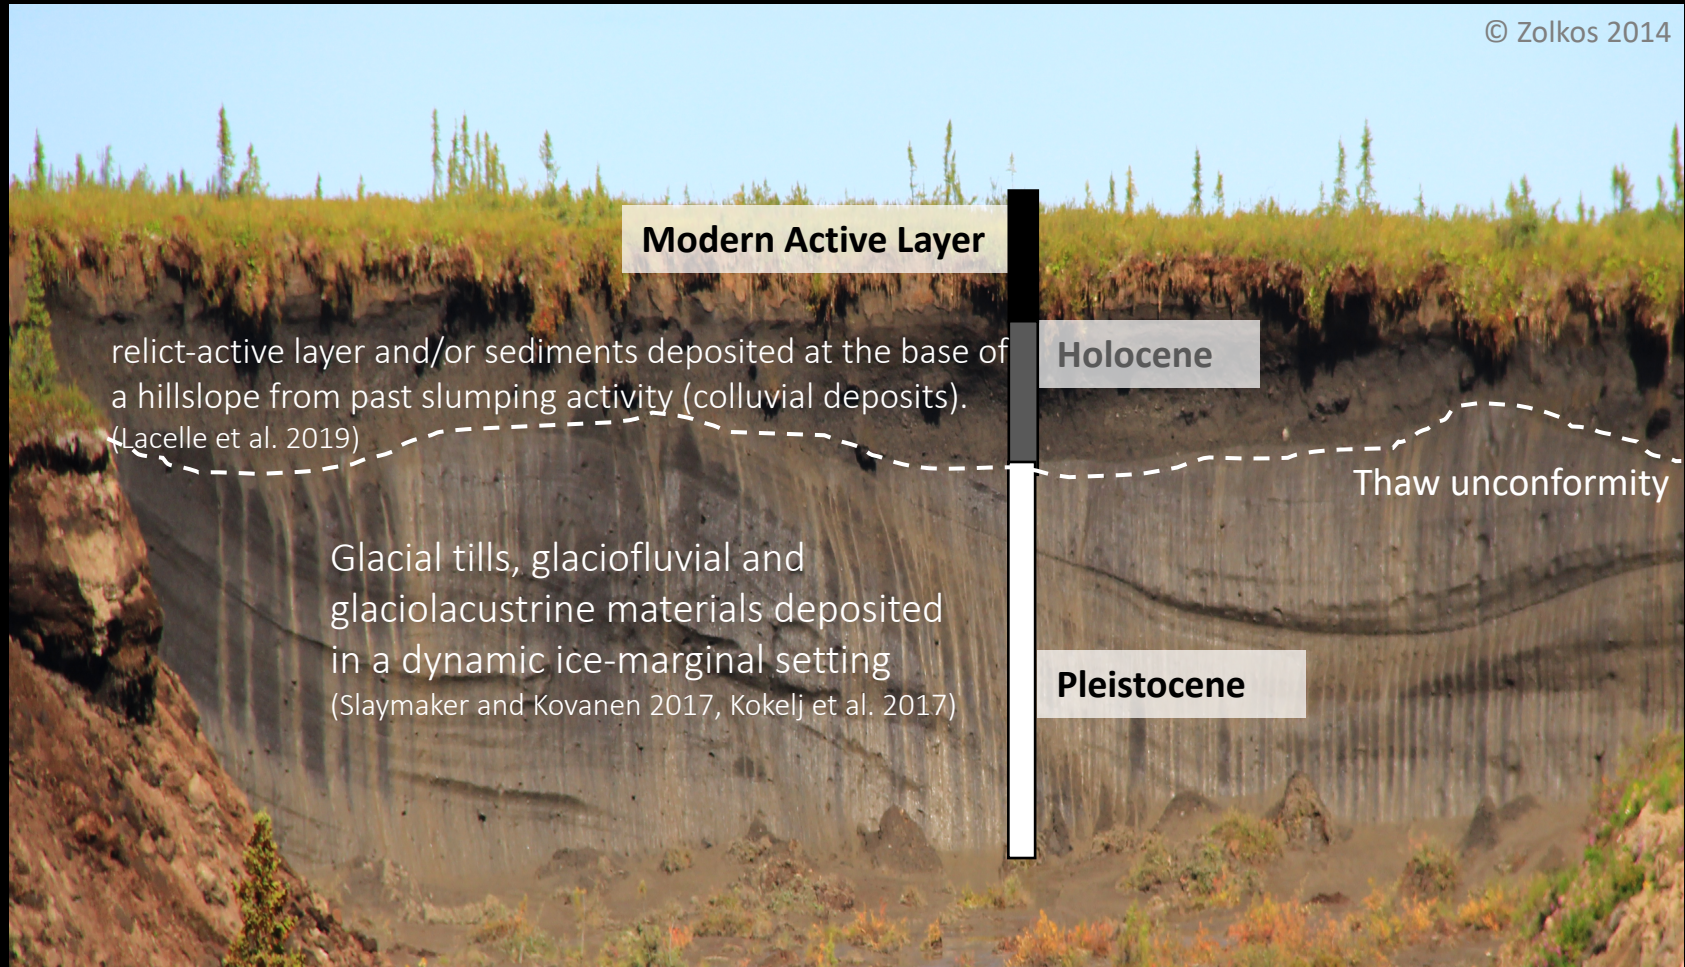 © Zolkos 2014
Modern Active Layer
relict-active layer and/or sediments deposited at the base of
a hillslope from past slumping activity (colluvial deposits).
(Lacelle et al. 2019)
Holocene
Thaw unconformity
Glacial tills, glaciofluvial and
glaciolacustrine materials deposited
in a dynamic ice-marginal setting
(Slaymaker and Kovanen 2017, Kokelj et al. 2017)
Pleistocene